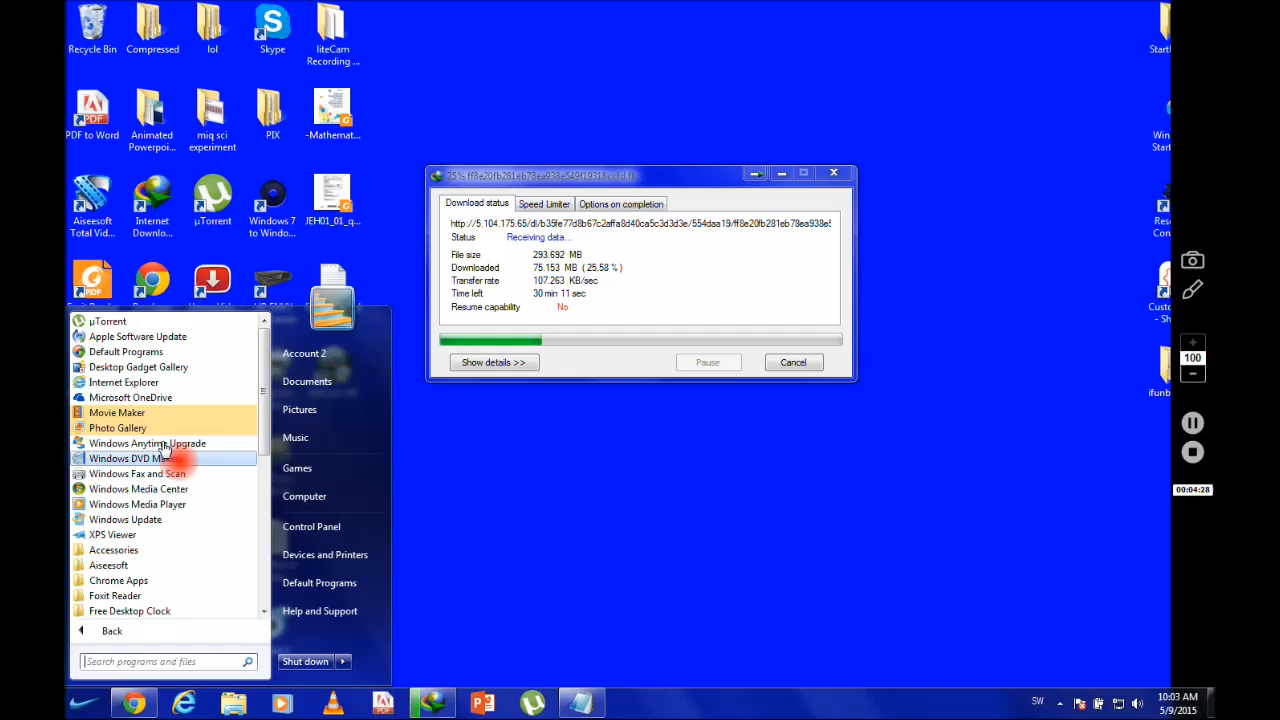 Recycle Bin
Compressed
lol
Skype
liteCam
Recording ...
PDF to Word
Animated
Powerpoi...
miq sci
experiment
PIX
-Mathemat...
Aiseesoft
Total Vid...
Internet
Downlo...
µTorrent
Windows 7
to Windo...
JEH01_01_q...
Download status
Speed Limiter
Options on completion
Status
Receiving data...
File size
293.692 MB
Downloaded
75.153 MB ( 25.58 % )
Transfer rate
107.263 KB/sec
Time left
30 min 11 sec
Resume capability
No
Show details >>
Pause
Cancel
µTorrent
Apple Software Update
Default Programs
Desktop Gadget Gallery
Internet Explorer
Microsoft OneDrive
Movie Maker
Photo Gallery
Windows Anytime Upgrade
Windows DVD
Windows Fax and Scan
Windows Media Center
Windows Media Player
Windows Update
XPS Viewer
Accessories
Aiseesoft
Chrome Apps
Foxit Reader
Free Desktop Clock
Back
Search programs and files
Account 2
Documents
Pictures
Music
Games
Computer
Control Panel
Devices and Printers
Default Programs
Help and Support
Shut down
Win
Star
ifunb
100
00:04:28
SW
10:03 AM
5/9/2015